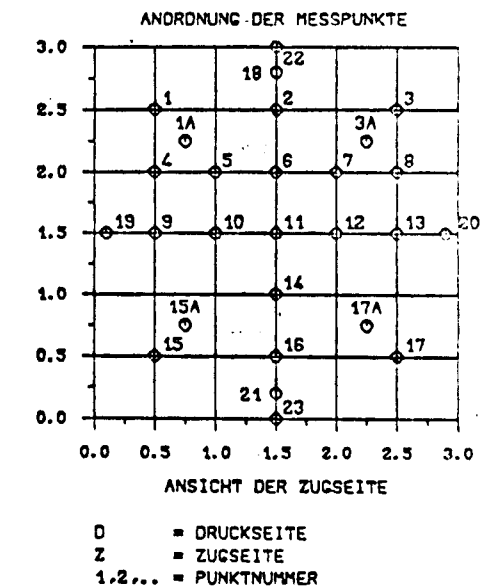 ANORDNUNG DER MESSPUNKTE
3.0
22
18
2.5
1 2 3
1A 3A
2.0
4 5 6 7 8
1.5
19 9 10 11 12 13 20
1.0
14
15A 17A
0.5
15 16 17
21
0.0
23
0.0 0.5 1.0 1.5 2.0 2.5 3.0
ANSICHT DER ZUGSEITE
D = DRUCKSEITE
Z = ZUGSEITE
1,2,.. = PUNKTNUMMER